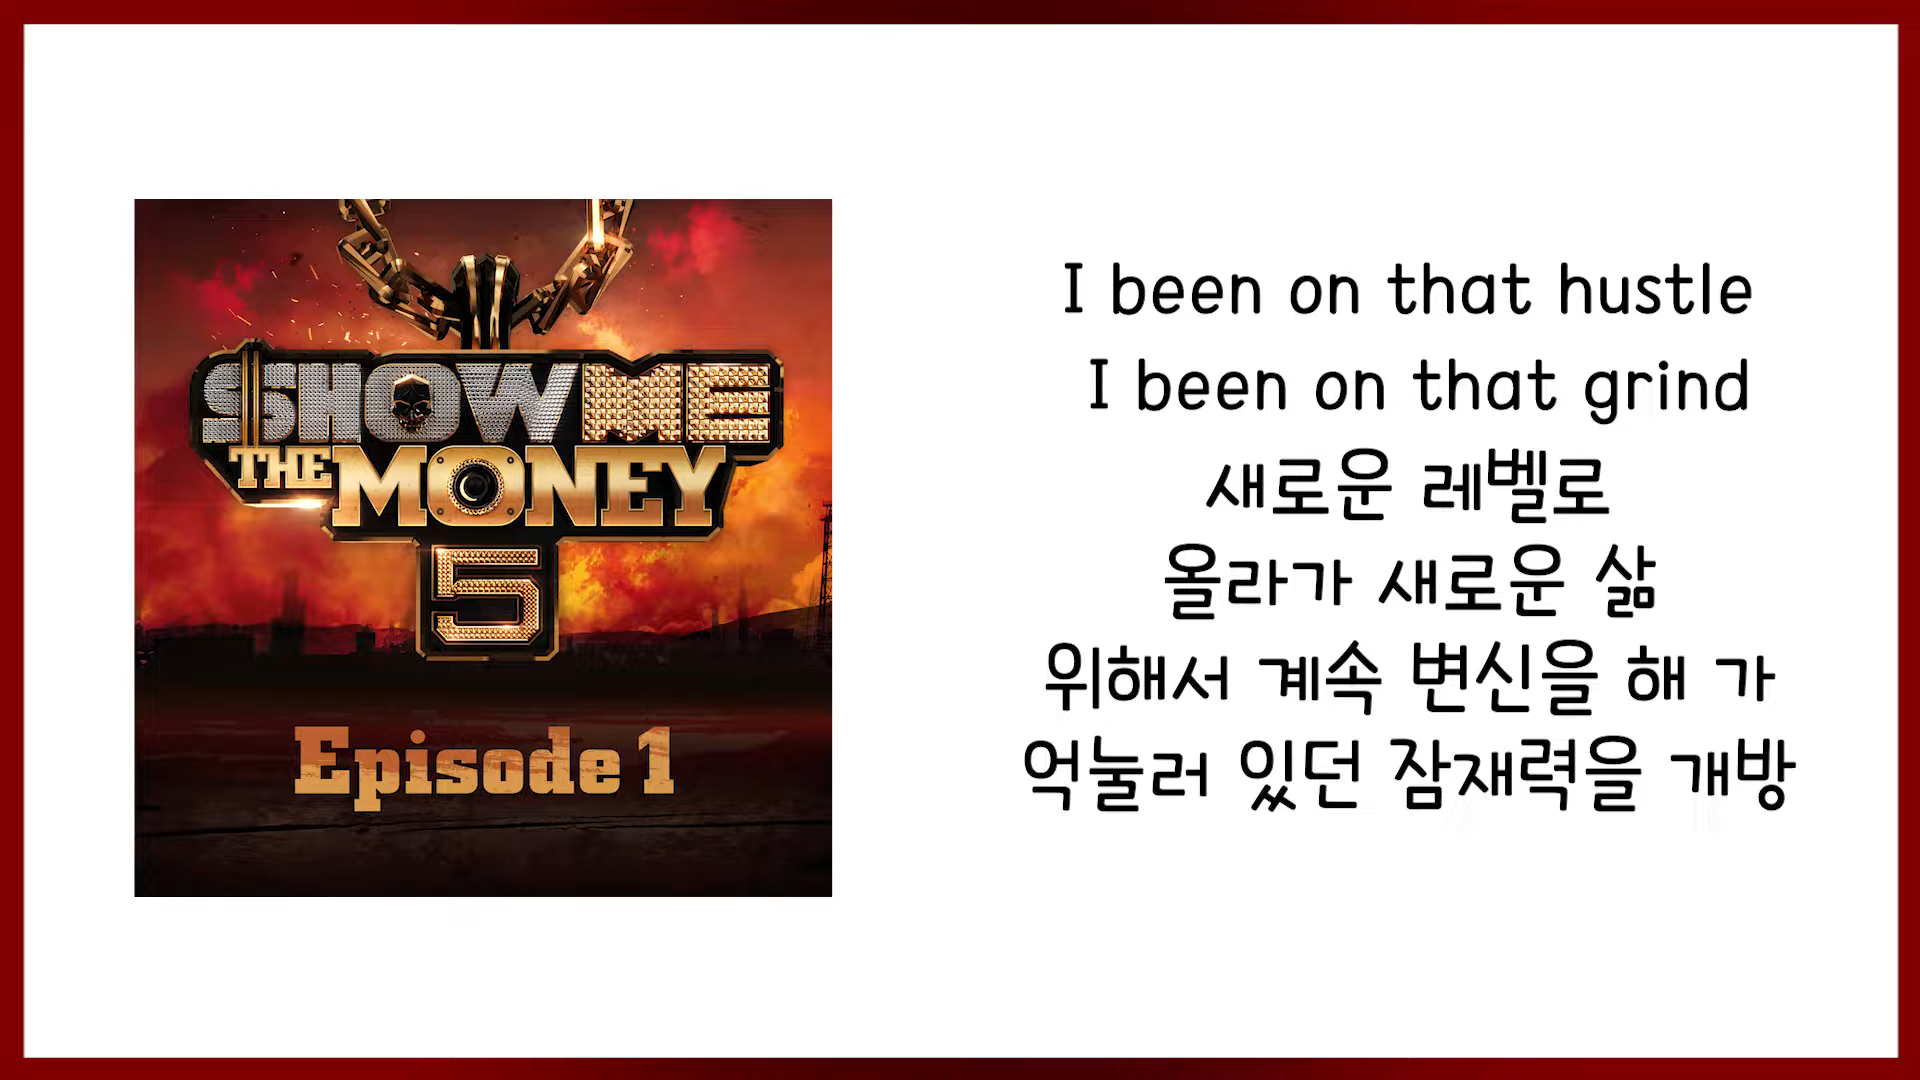 SHOW ME
THE MONEY
5
Episode 1
I been on that hustle
I been on that grind
새로운 레벨로
올라가 새로운 삶
위해서 계속 변신을 해 가
억눌러 있던 잠재력을 개방